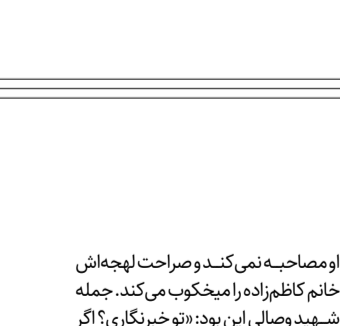 او مصاحبه نمی‌کند و صراحت لهجه‌اش
خانم کاظم‌زاده را میخکوب می‌کند. جمله
شهید وصالی این بود: «تو خبرنگاری؟ اگر